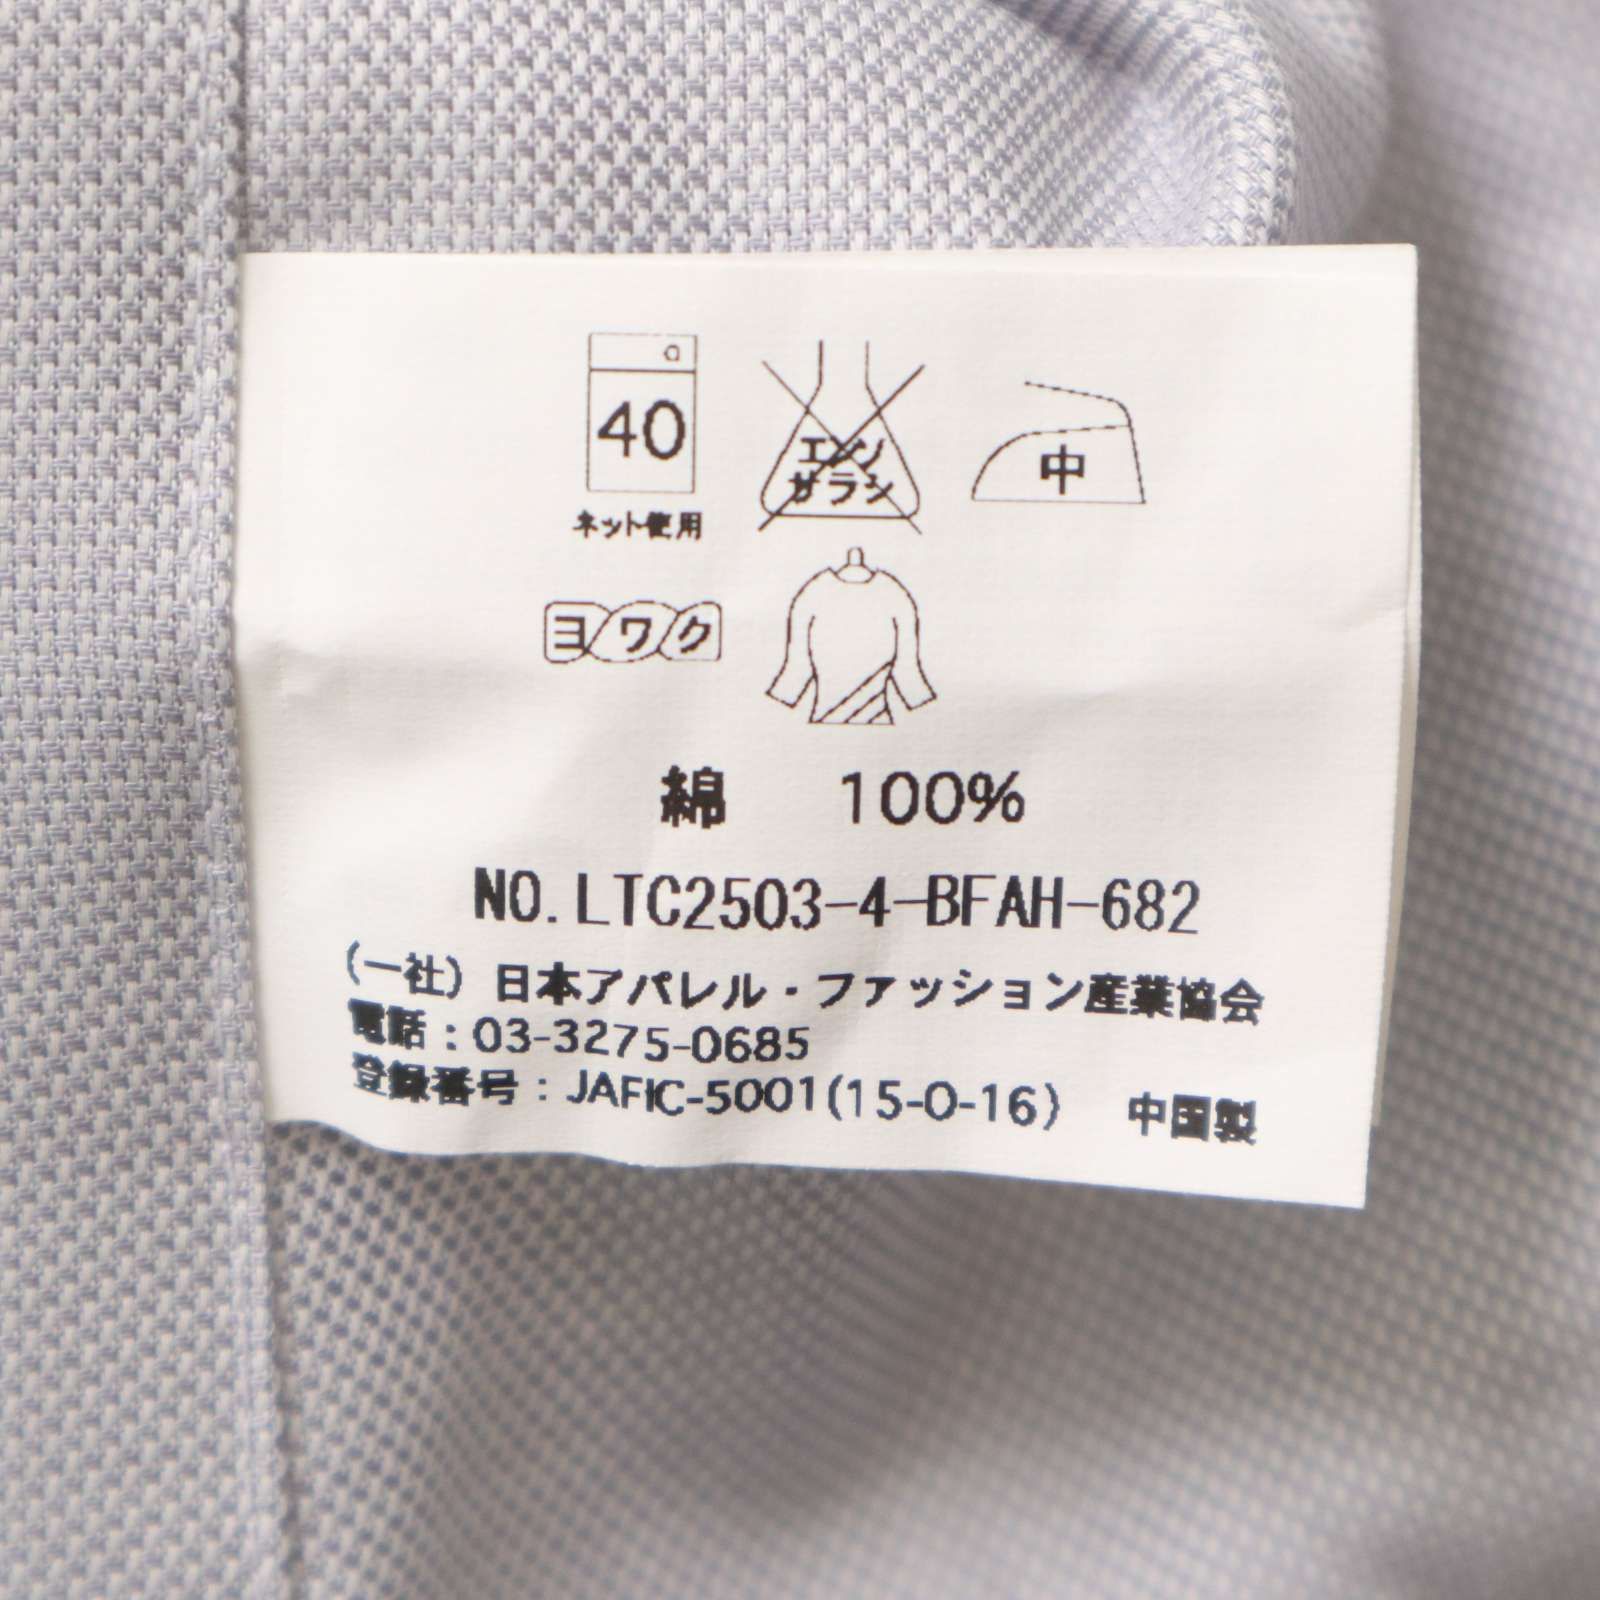 40
ネット使用
エンソ
サラシ
中
ヨワク
綿 100%
NO.LTC2503-4-BFAH-682
(一社) 日本アパレル・ファッション産業協会
電話：03-3275-0685
登録番号：JAFIC-5001(15-0-16) 中国製